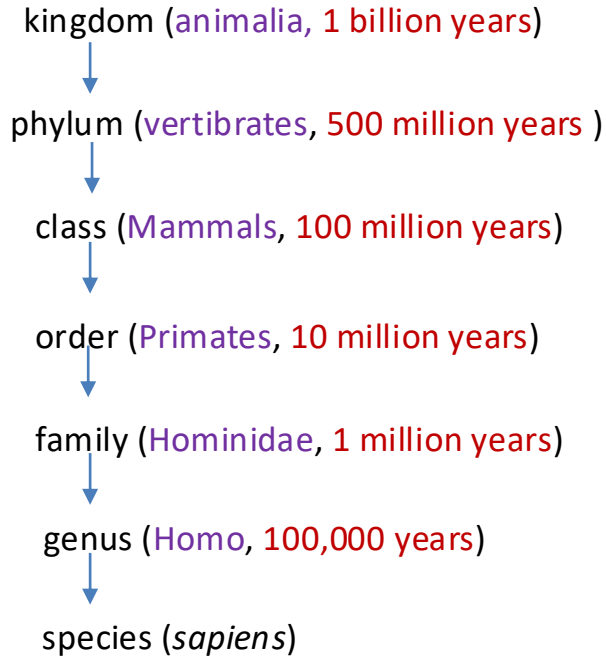 kingdom (animalia, 1 billion years)
phylum (vertibrates, 500 million years )
class (Mammals, 100 million years)
order (Primates, 10 million years)
family (Hominidae, 1 million years)
genus (Homo, 100,000 years)
species (sapiens)